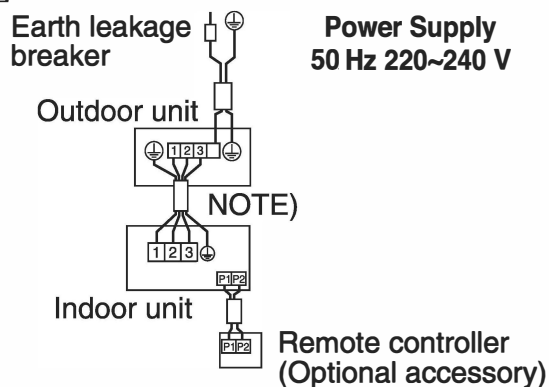 Earth leakage
breaker
Power Supply
50 Hz 220~240 V
Outdoor unit
1 2 3
NOTE)
1 2 3
P1 P2
Indoor unit
P1 P2
Remote controller
(Optional accessory)